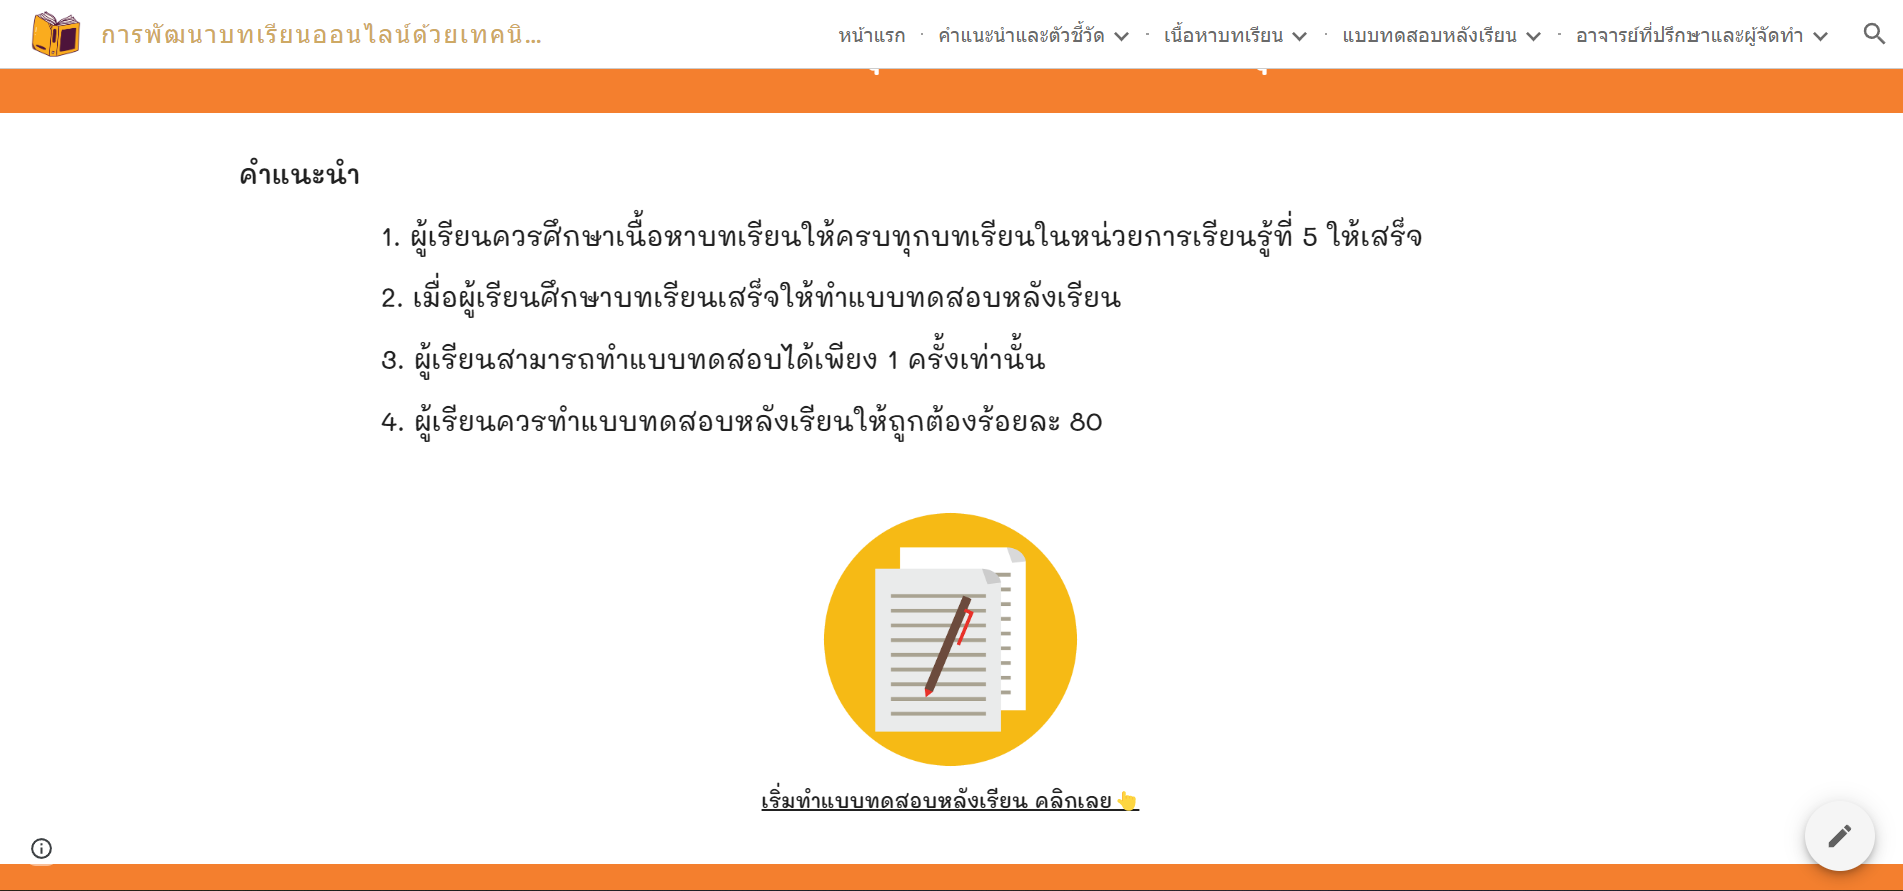 การพัฒนาบทเรียนออนไลน์ด้วยเทคนิ...
หน้าแรก · คำแนะนำและตัวชี้วัด · เนื้อหาบทเรียน · แบบทดสอบหลังเรียน · อาจารย์ที่ปรึกษาและผู้จัดทำ
คำแนะนำ
1. ผู้เรียนควรศึกษาเนื้อหาบทเรียนให้ครบทุกบทเรียนในหน่วยการเรียนรู้ที่ 5 ให้เสร็จ
2. เมื่อผู้เรียนศึกษาบทเรียนเสร็จให้ทำแบบทดสอบหลังเรียน
3. ผู้เรียนสามารถทำแบบทดสอบได้เพียง 1 ครั้งเท่านั้น
4. ผู้เรียนควรทำแบบทดสอบหลังเรียนให้ถูกต้องร้อยละ 80
เริ่มทำแบบทดสอบหลังเรียน คลิกเลย👆